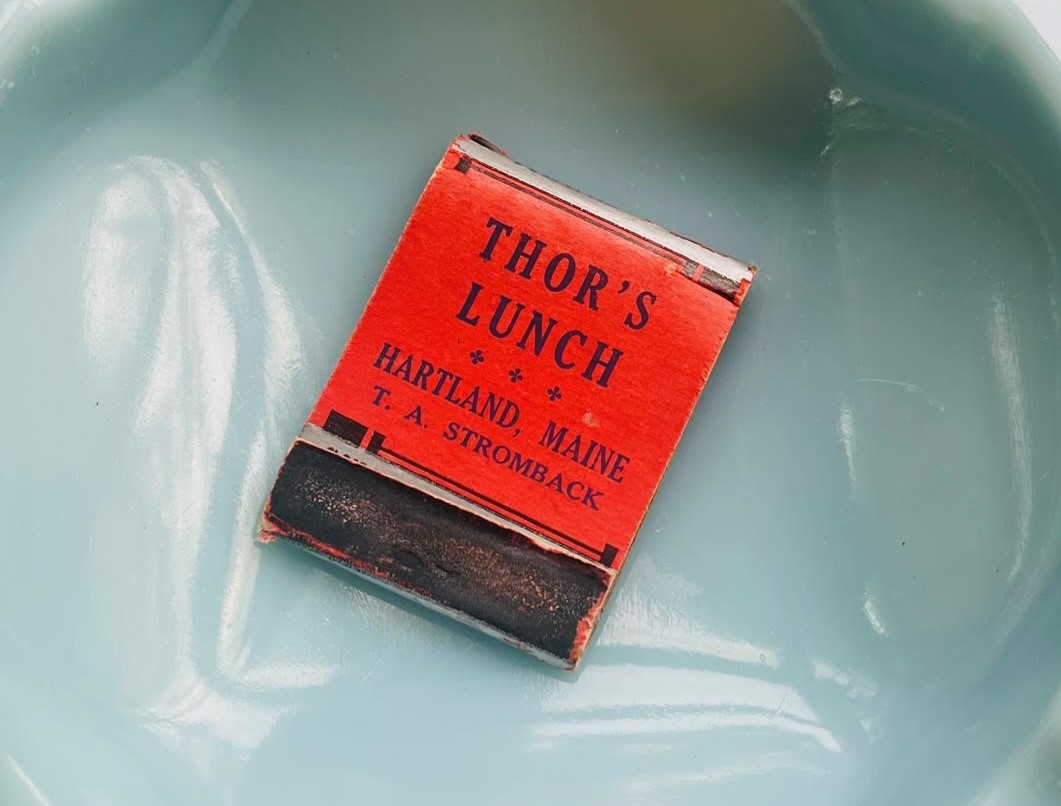 THOR'S
LUNCH
HARTLAND, MAINE
T. A. STROMBACK